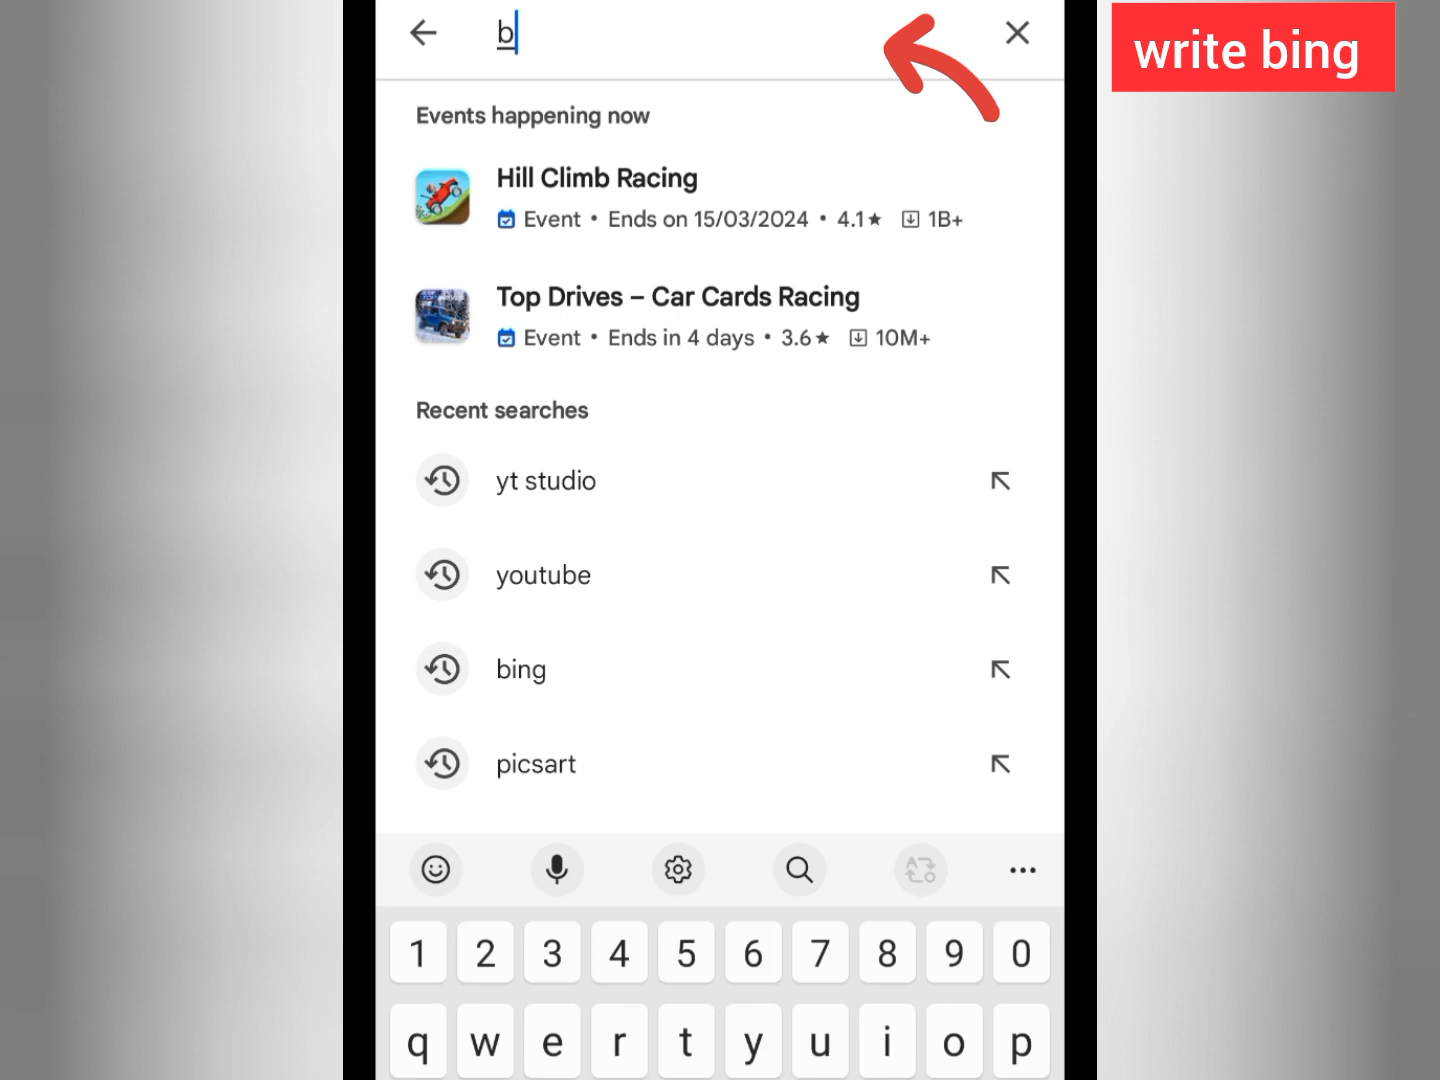 b
write bing
Events happening now
Hill Climb Racing
Event • Ends on 15/03/2024 • 4.1★ 1B+
Top Drives – Car Cards Racing
Event • Ends in 4 days • 3.6★ 10M+
Recent searches
yt studio
youtube
bing
picsart
1 2 3 4 5 6 7 8 9 0
q w e r t y u i o p